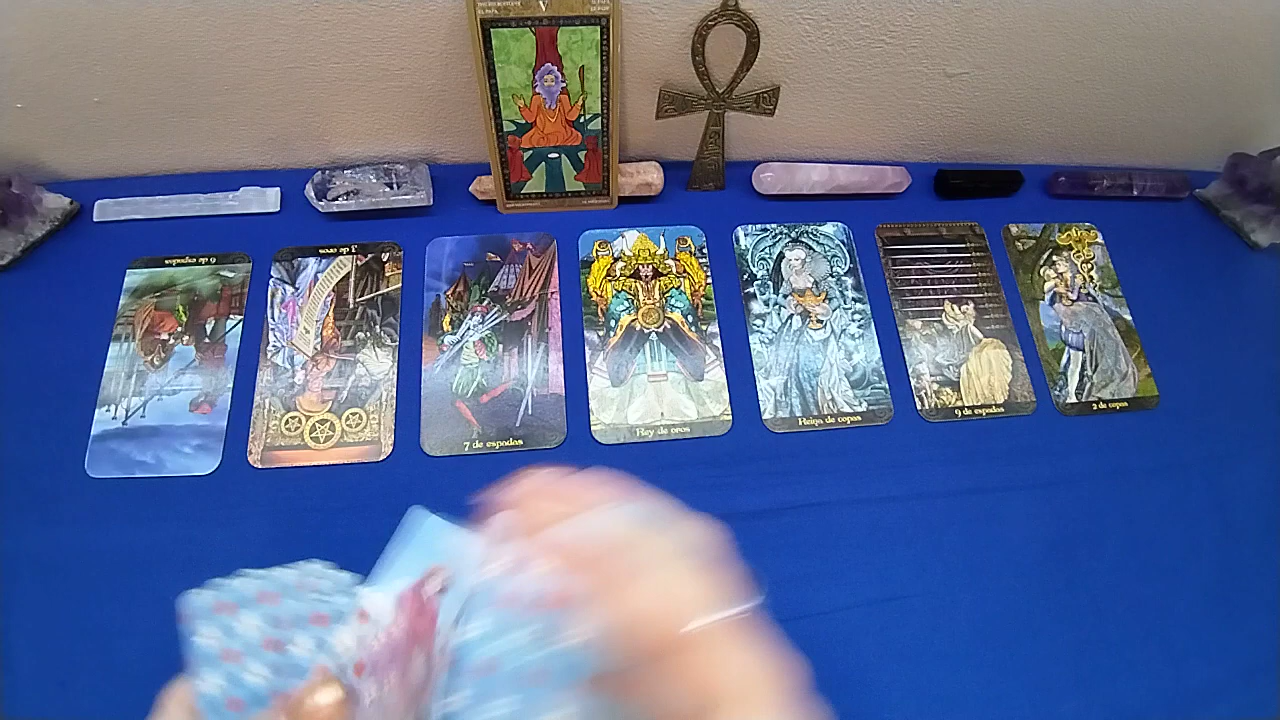 V
6 de espadas
3 de oros
7 de espadas
Rey de oros
Reina de copas
9 de espadas
2 de copas